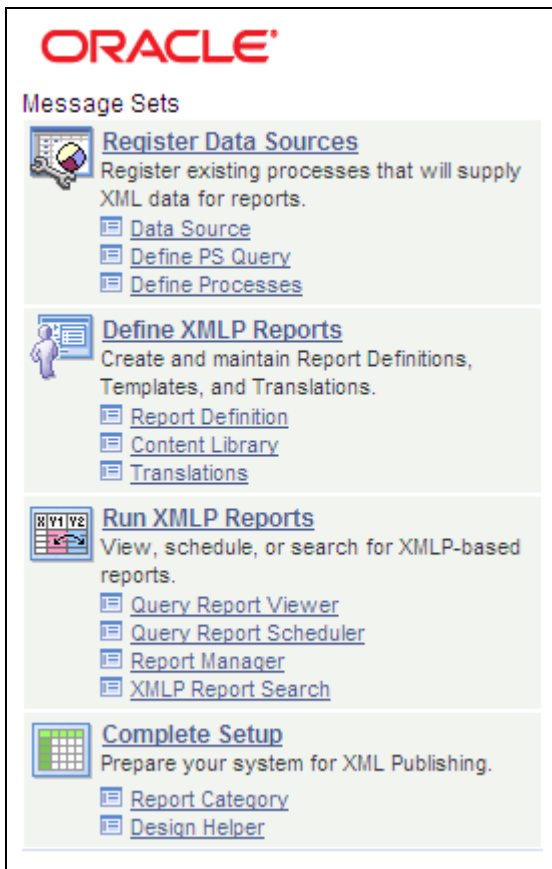 ORACLE
Message Sets
Register Data Sources
Register existing processes that will supply
XML data for reports.
Data Source
Define PS Query
Define Processes
Define XMLP Reports
Create and maintain Report Definitions,
Templates, and Translations.
Report Definition
Content Library
Translations
X Y1 Y2
Run XMLP Reports
View, schedule, or search for XMLP-based
reports.
Query Report Viewer
Query Report Scheduler
Report Manager
XMLP Report Search
Complete Setup
Prepare your system for XML Publishing.
Report Category
Design Helper